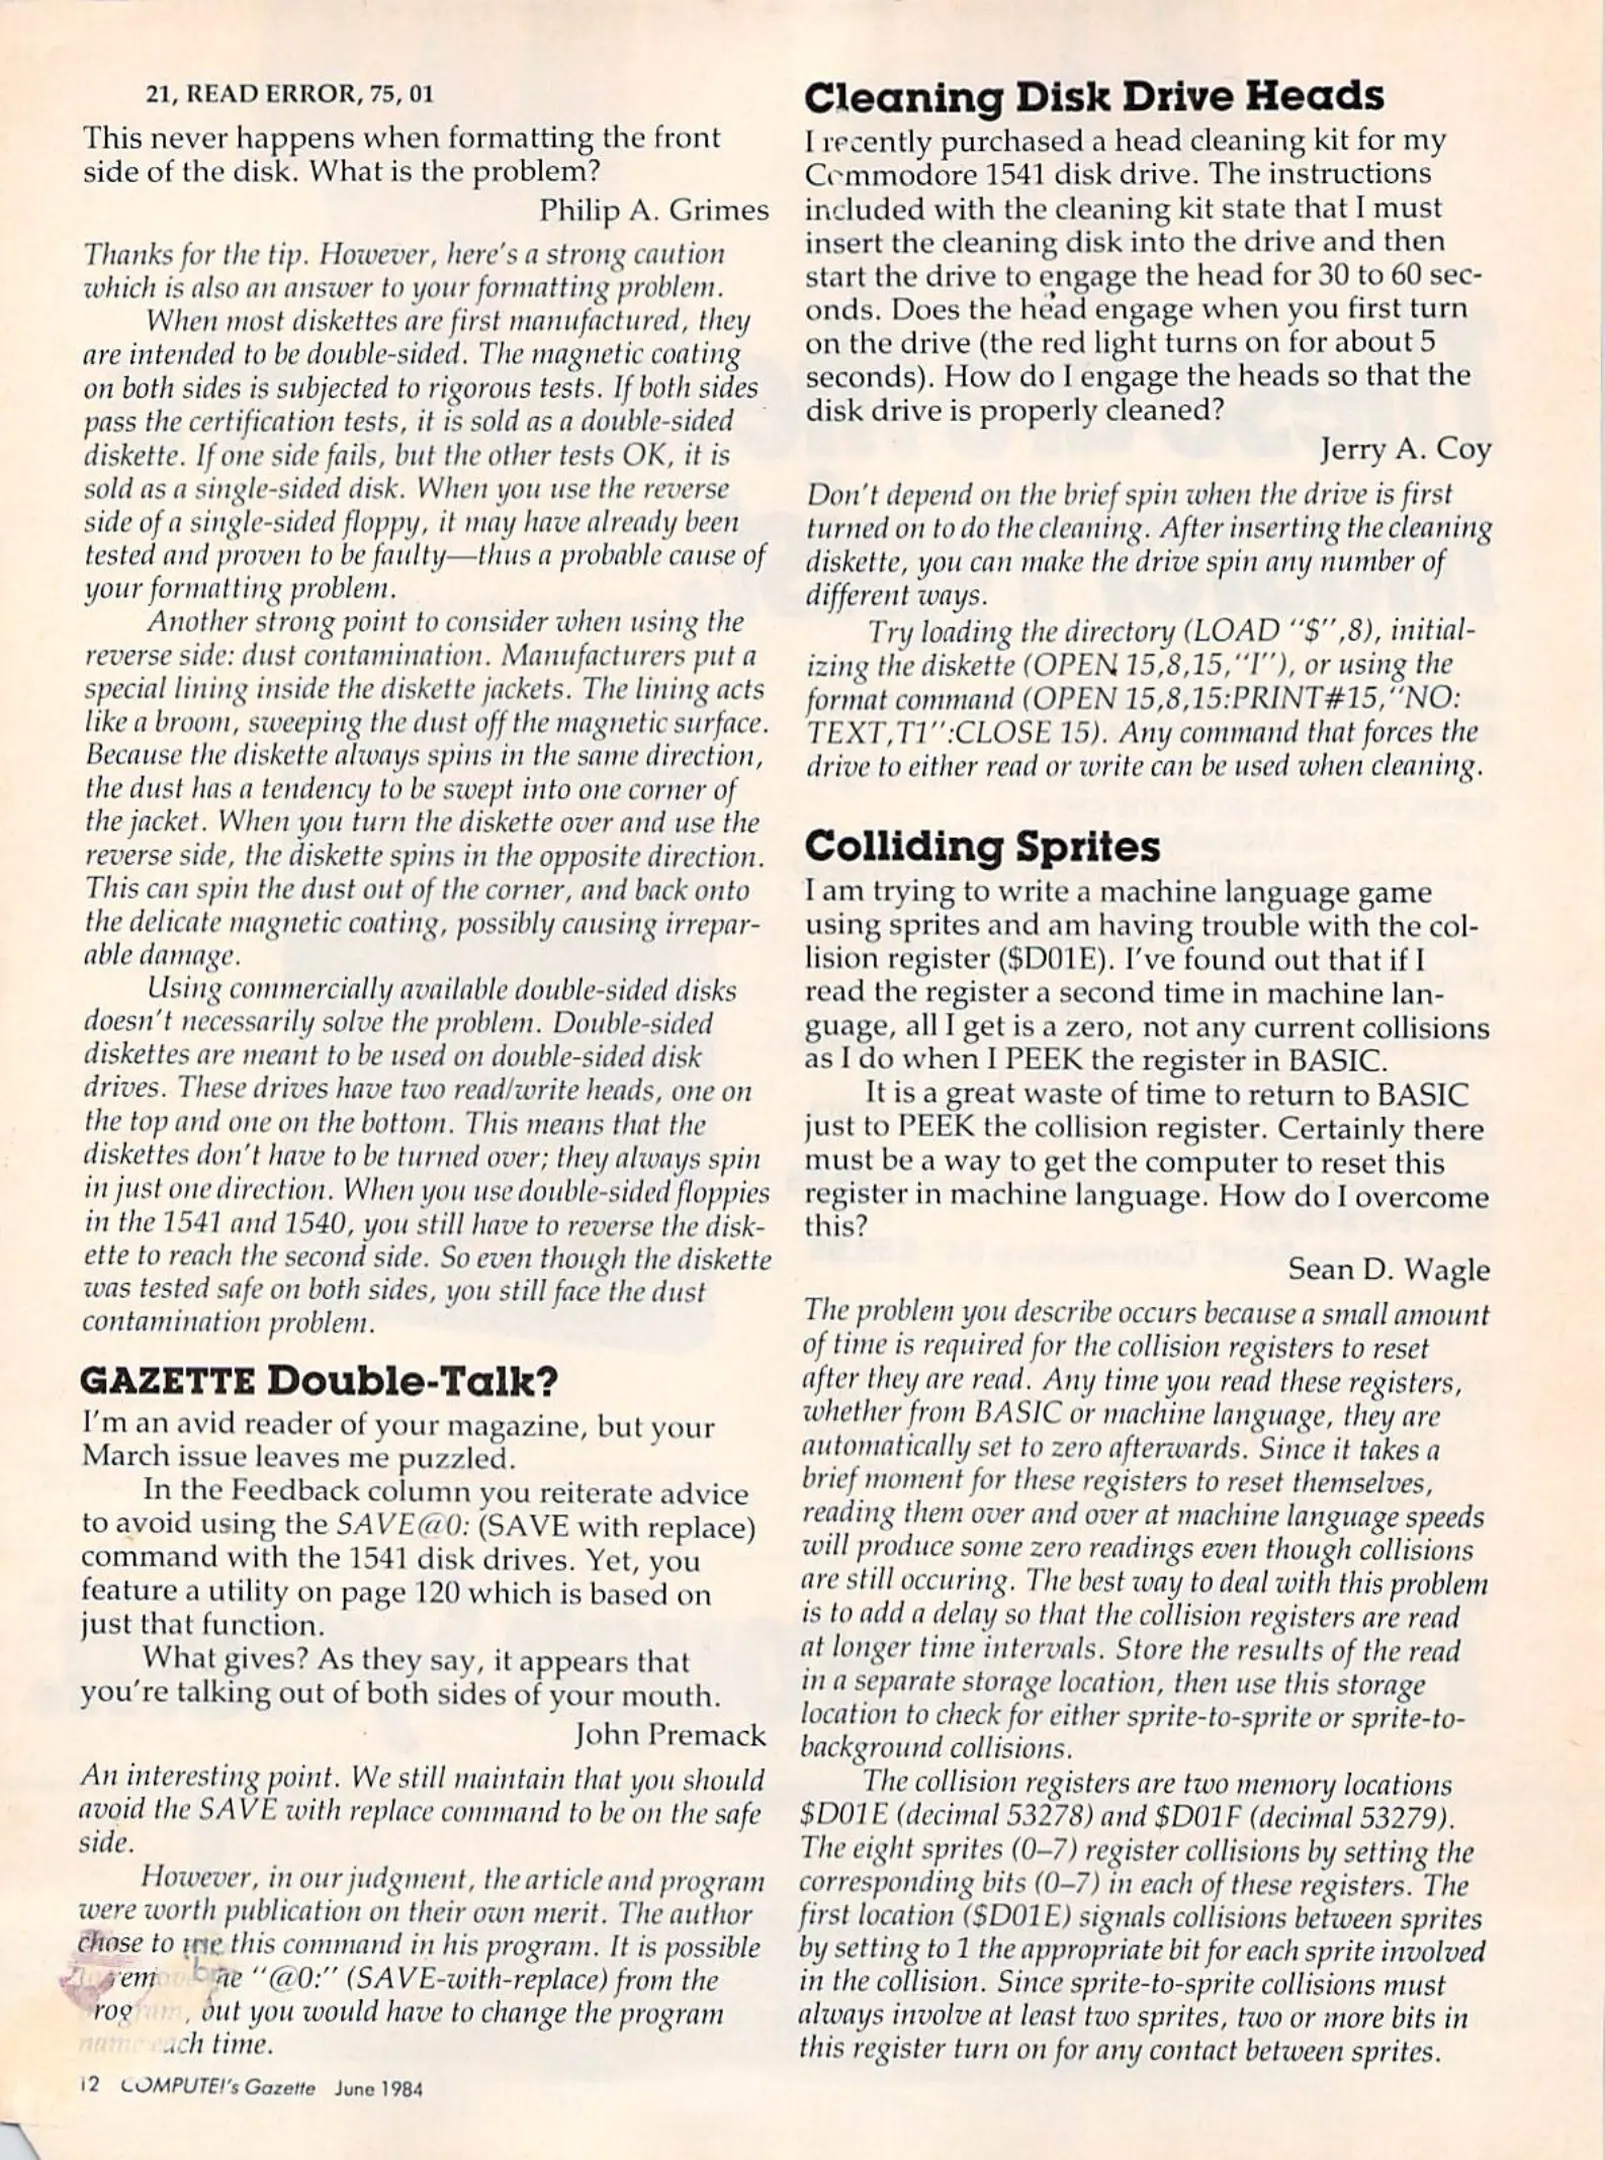 21, READ ERROR, 75, 01
This never happens when formatting the front
side of the disk. What is the problem?
Philip A. Grimes
Thanks for the tip. However, here's a strong caution
which is also an answer to your formatting problem.
When most diskettes are first manufactured, they
are intended to be double-sided. The magnetic coating
on both sides is subjected to rigorous tests. If both sides
pass the certification tests, it is sold as a double-sided
diskette. If one side fails, but the other tests OK, it is
sold as a single-sided disk. When you use the reverse
side of a single-sided floppy, it may have already been
tested and proven to be faulty—thus a probable cause of
your formatting problem.
Another strong point to consider when using the
reverse side: dust contamination. Manufacturers put a
special lining inside the diskette jackets. The lining acts
like a broom, sweeping the dust off the magnetic surface.
Because the diskette always spins in the same direction,
the dust has a tendency to be swept into one corner of
the jacket. When you turn the diskette over and use the
reverse side, the diskette spins in the opposite direction.
This can spin the dust out of the corner, and back onto
the delicate magnetic coating, possibly causing irrepar-
able damage.
Using commercially available double-sided disks
doesn't necessarily solve the problem. Double-sided
diskettes are meant to be used on double-sided disk
drives. These drives have two read/write heads, one on
the top and one on the bottom. This means that the
diskettes don't have to be turned over; they always spin
in just one direction. When you use double-sided floppies
in the 1541 and 1540, you still have to reverse the disk-
ette to reach the second side. So even though the diskette
was tested safe on both sides, you still face the dust
contamination problem.
GAZETTE Double-Talk?
I'm an avid reader of your magazine, but your
March issue leaves me puzzled.
In the Feedback column you reiterate advice
to avoid using the SAVE@0: (SAVE with replace)
command with the 1541 disk drives. Yet, you
feature a utility on page 120 which is based on
just that function.
What gives? As they say, it appears that
you're talking out of both sides of your mouth.
John Premack
An interesting point. We still maintain that you should
avoid the SAVE with replace command to be on the safe
side.
However, in our judgment, the article and program
were worth publication on their own merit. The author
chose to use this command in his program. It is possible
"@0:" (SAVE-with-replace) from the
but you would have to change the program
name each time.
12 COMPUTE!'s Gazette June 1984
Cleaning Disk Drive Heads
I recently purchased a head cleaning kit for my
Commodore 1541 disk drive. The instructions
included with the cleaning kit state that I must
insert the cleaning disk into the drive and then
start the drive to engage the head for 30 to 60 sec-
onds. Does the head engage when you first turn
on the drive (the red light turns on for about 5
seconds). How do I engage the heads so that the
disk drive is properly cleaned?
Jerry A. Coy
Don't depend on the brief spin when the drive is first
turned on to do the cleaning. After inserting the cleaning
diskette, you can make the drive spin any number of
different ways.
Try loading the directory (LOAD "$",8), initial-
izing the diskette (OPEN 15,8,15,"I"), or using the
format command (OPEN 15,8,15:PRINT#15,"NO:
TEXT,T1":CLOSE 15). Any command that forces the
drive to either read or write can be used when cleaning.
Colliding Sprites
I am trying to write a machine language game
using sprites and am having trouble with the col-
lision register ($D01E). I've found out that if I
read the register a second time in machine lan-
guage, all I get is a zero, not any current collisions
as I do when I PEEK the register in BASIC.
It is a great waste of time to return to BASIC
just to PEEK the collision register. Certainly there
must be a way to get the computer to reset this
register in machine language. How do I overcome
this?
Sean D. Wagle
The problem you describe occurs because a small amount
of time is required for the collision registers to reset
after they are read. Any time you read these registers,
whether from BASIC or machine language, they are
automatically set to zero afterwards. Since it takes a
brief moment for these registers to reset themselves,
reading them over and over at machine language speeds
will produce some zero readings even though collisions
are still occuring. The best way to deal with this problem
is to add a delay so that the collision registers are read
at longer time intervals. Store the results of the read
in a separate storage location, then use this storage
location to check for either sprite-to-sprite or sprite-to-
background collisions.
The collision registers are two memory locations
$D01E (decimal 53278) and $D01F (decimal 53279).
The eight sprites (0–7) register collisions by setting the
corresponding bits (0–7) in each of these registers. The
first location ($D01E) signals collisions between sprites
by setting to 1 the appropriate bit for each sprite involved
in the collision. Since sprite-to-sprite collisions must
always involve at least two sprites, two or more bits in
this register turn on for any contact between sprites.